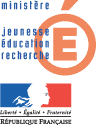 ministère
jeunesse
éducation
recherche
É
Liberté • Égalité • Fraternité
RÉPUBLIQUE FRANÇAISE